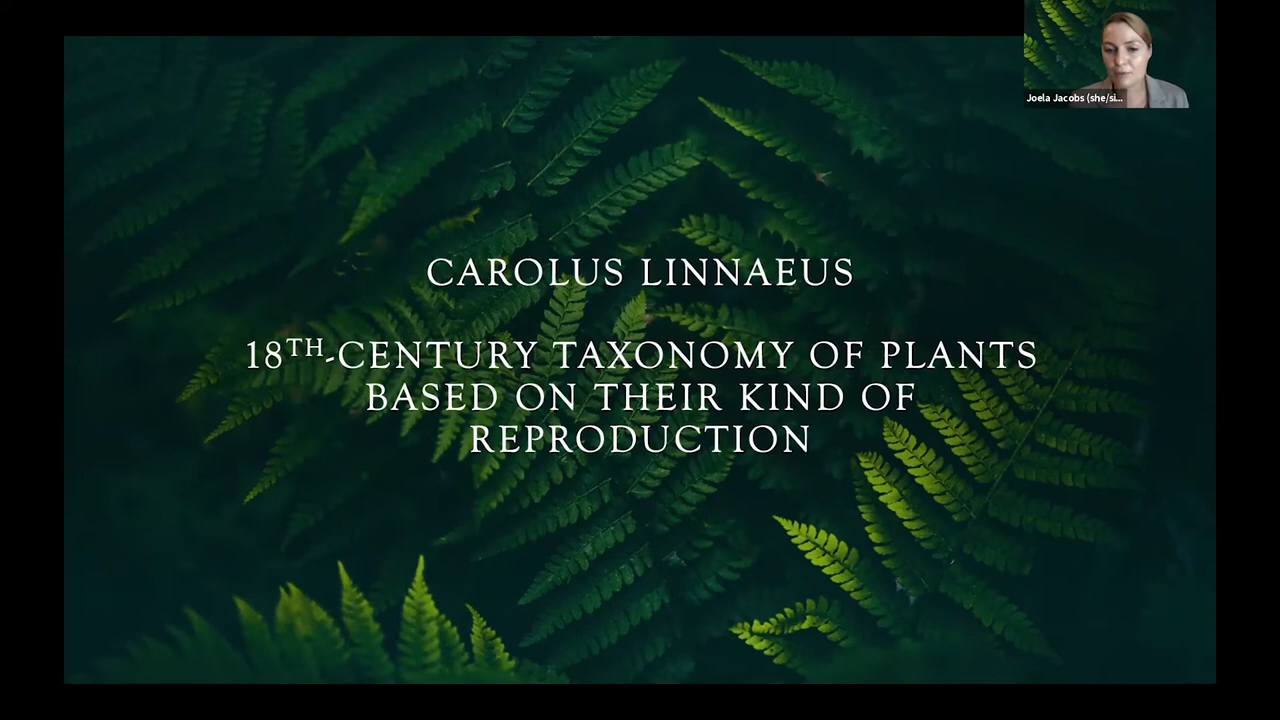 Joela Jacobs (she/si...
CAROLUS LINNAEUS
18TH-CENTURY TAXONOMY OF PLANTS
BASED ON THEIR KIND OF
REPRODUCTION